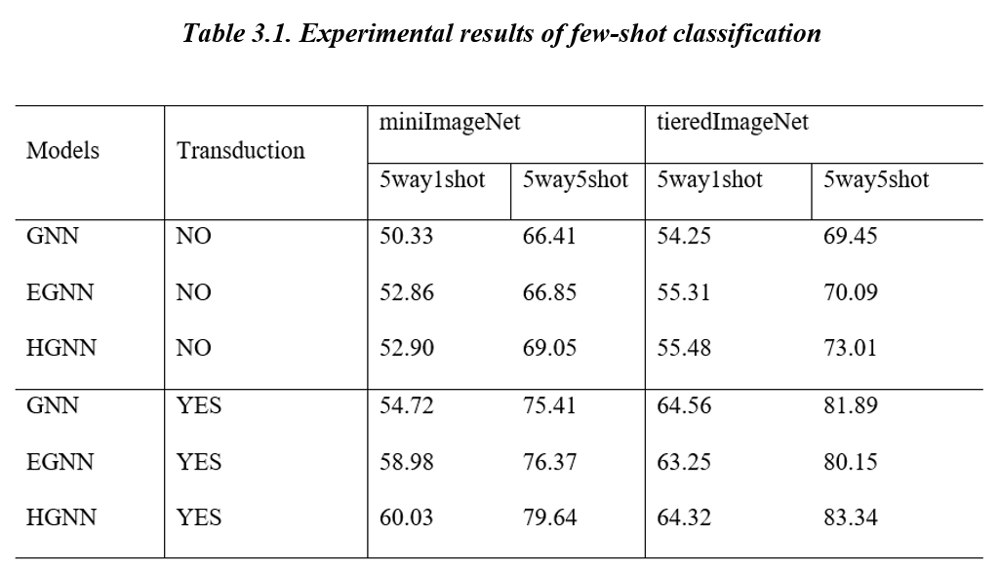 Table 3.1. Experimental results of few-shot classification
Models Transduction miniImageNet tieredImageNet
5way1shot 5way5shot 5way1shot 5way5shot
GNN NO 50.33 66.41 54.25 69.45
EGNN NO 52.86 66.85 55.31 70.09
HGNN NO 52.90 69.05 55.48 73.01
GNN YES 54.72 75.41 64.56 81.89
EGNN YES 58.98 76.37 63.25 80.15
HGNN YES 60.03 79.64 64.32 83.34